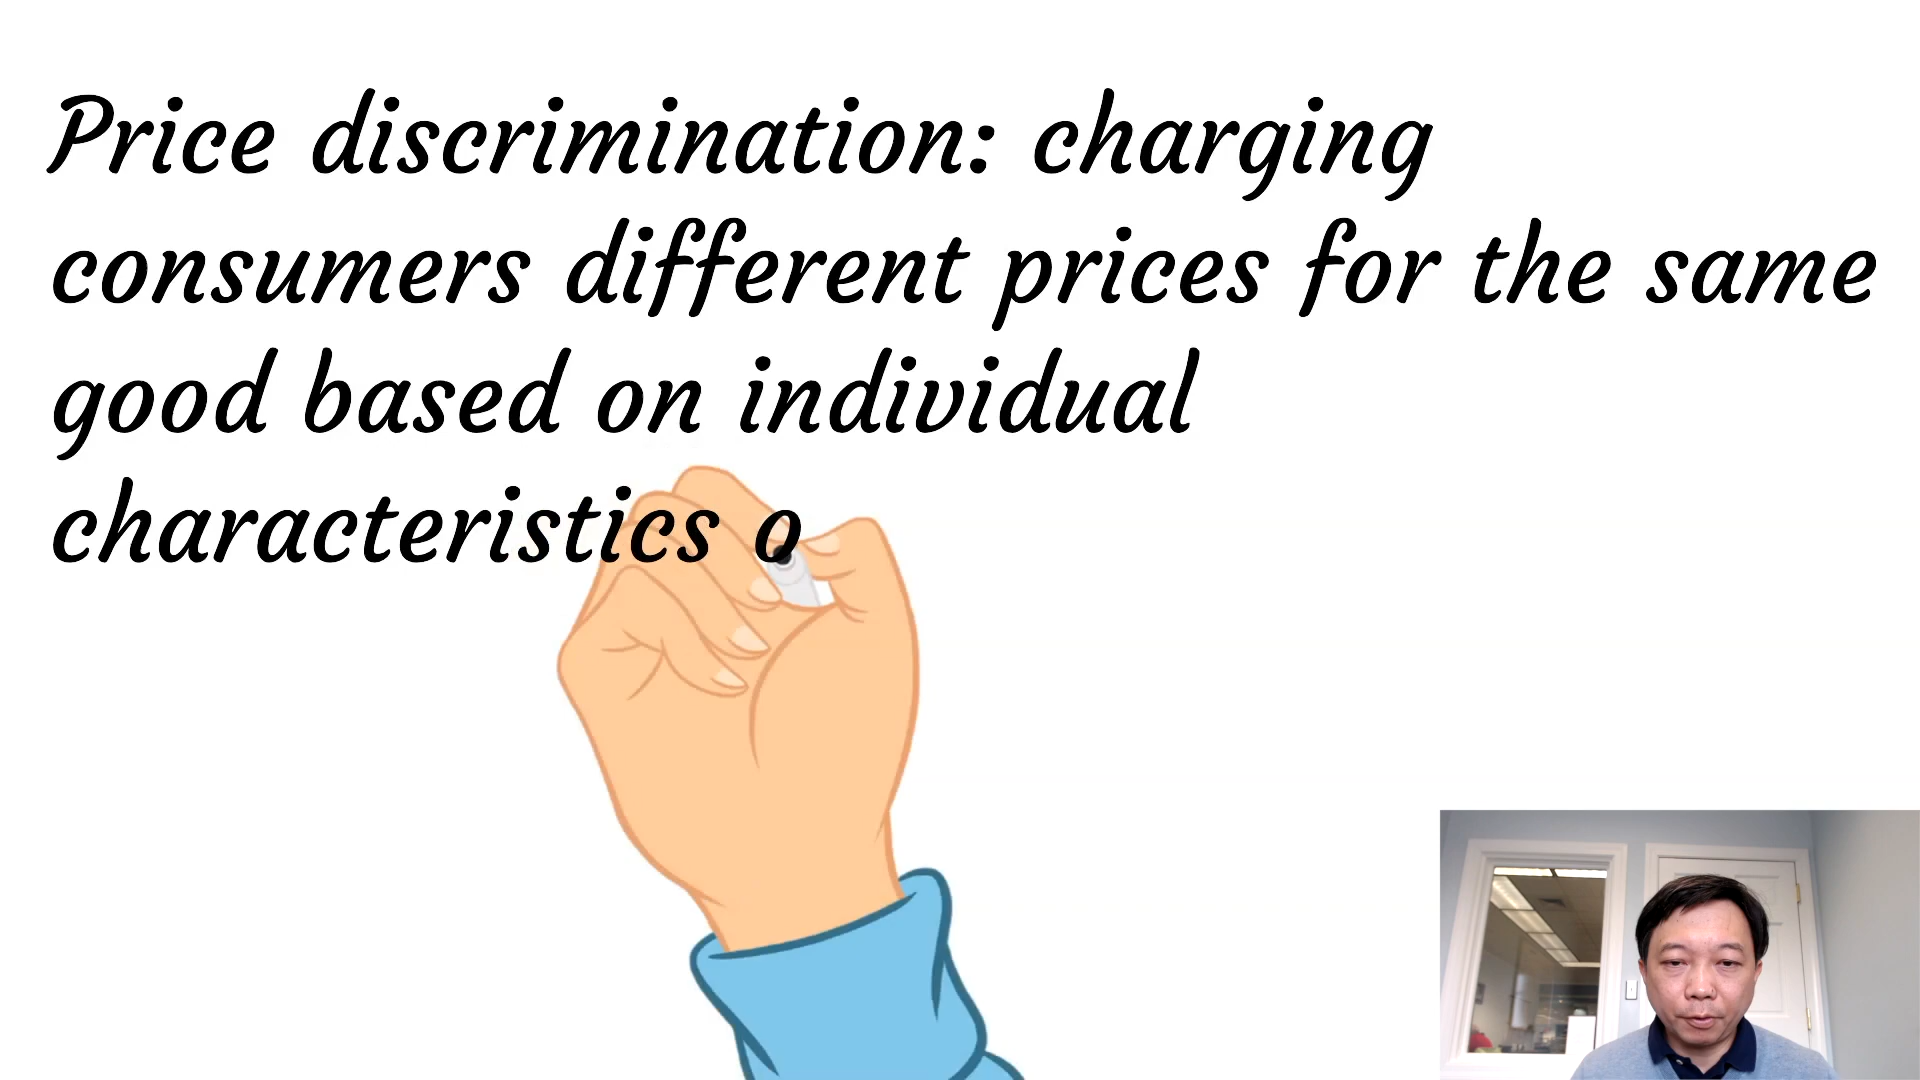 Price discrimination: charging
consumers different prices for the same
good based on individual
characteristics o